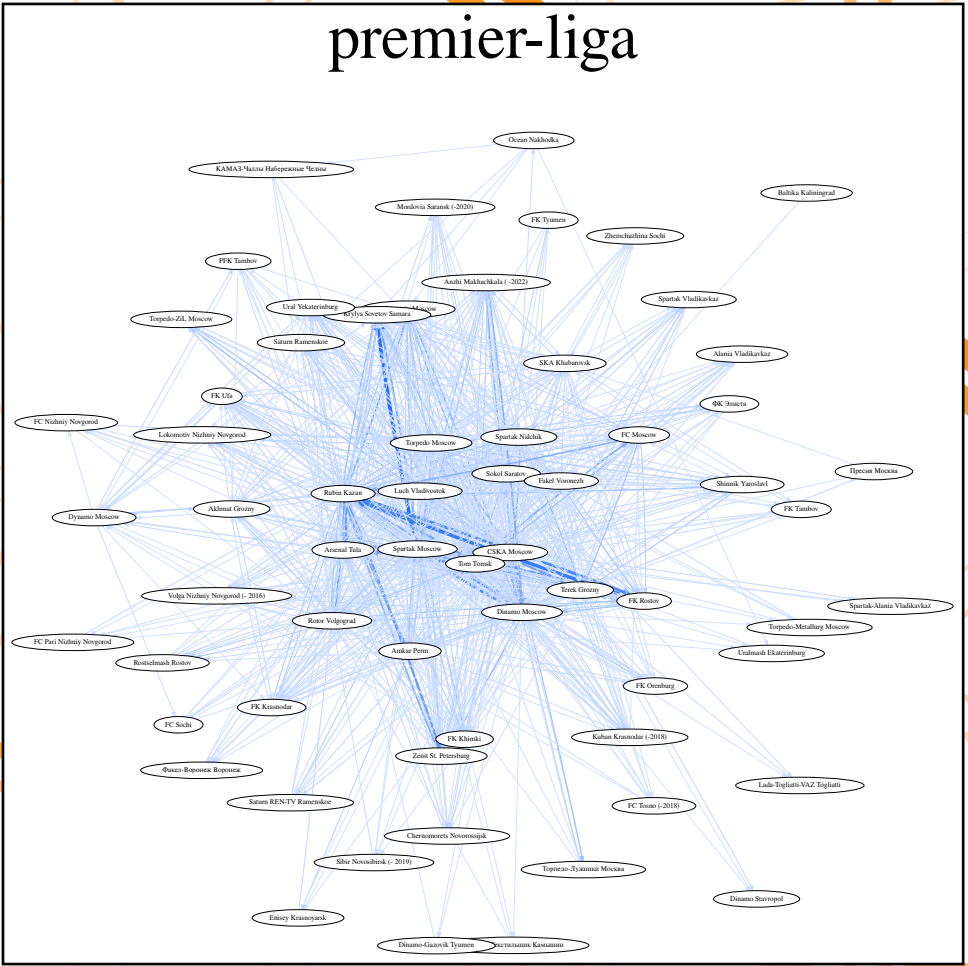 premier-liga
Ocean Nakhodka
КАМАЗ-Чаллы Набережные Челны
Baltika Kaliningrad
Mordovia Saransk (-2020)
FK Tyumen
Zhemchuzhina Sochi
PFK Tambov
Anzhi Makhachkala ( -2022)
Spartak Vladikavkaz
Ural Yekaterinburg
Moscow
Krylya Sovetov Samara
Torpedo-ZiL Moscow
Saturn Ramenskoe
Alania Vladikavkaz
SKA Khabarovsk
FK Ufa
ФК Элиста
FC Nizhniy Novgorod
Lokomotiv Nizhniy Novgorod
Torpedo Moscow
Spartak Nalchik
FC Moscow
Sokol Saratov
Fakel Voronezh
Пресня Москва
Shinnik Yaroslavl
Rubin Kazan
Luch Vladivostok
Dynamo Moscow
Akhmat Grozny
FK Tambov
Arsenal Tula
Spartak Moscow
CSKA Moscow
Tom Tomsk
Volga Nizhniy Novgorod (- 2016)
Terek Grozny
FK Rostov
Spartak-Alania Vladikavkaz
Rotor Volgograd
Dinamo Moscow
Torpedo-Metallurg Moscow
FC Pari Nizhniy Novgorod
Rostselmash Rostov
Amkar Perm
Uralmash Ekaterinburg
FK Orenburg
FK Krasnodar
FC Sochi
FK Khimki
Kuban Krasnodar (-2018)
Zenit St. Petersburg
Факел-Воронеж Воронеж
Lada-Togliatti-VAZ Togliatti
Saturn REN-TV Ramenskoe
FC Tosno (-2018)
Chernomorets Novorossijsk
Sibir Novosibirsk (- 2019)
Торпедо-Лужники Москва
Dinamo Stavropol
Enisey Krasnoyarsk
Dinamo-Gazovik Tyumen
Текстильщик Камышин